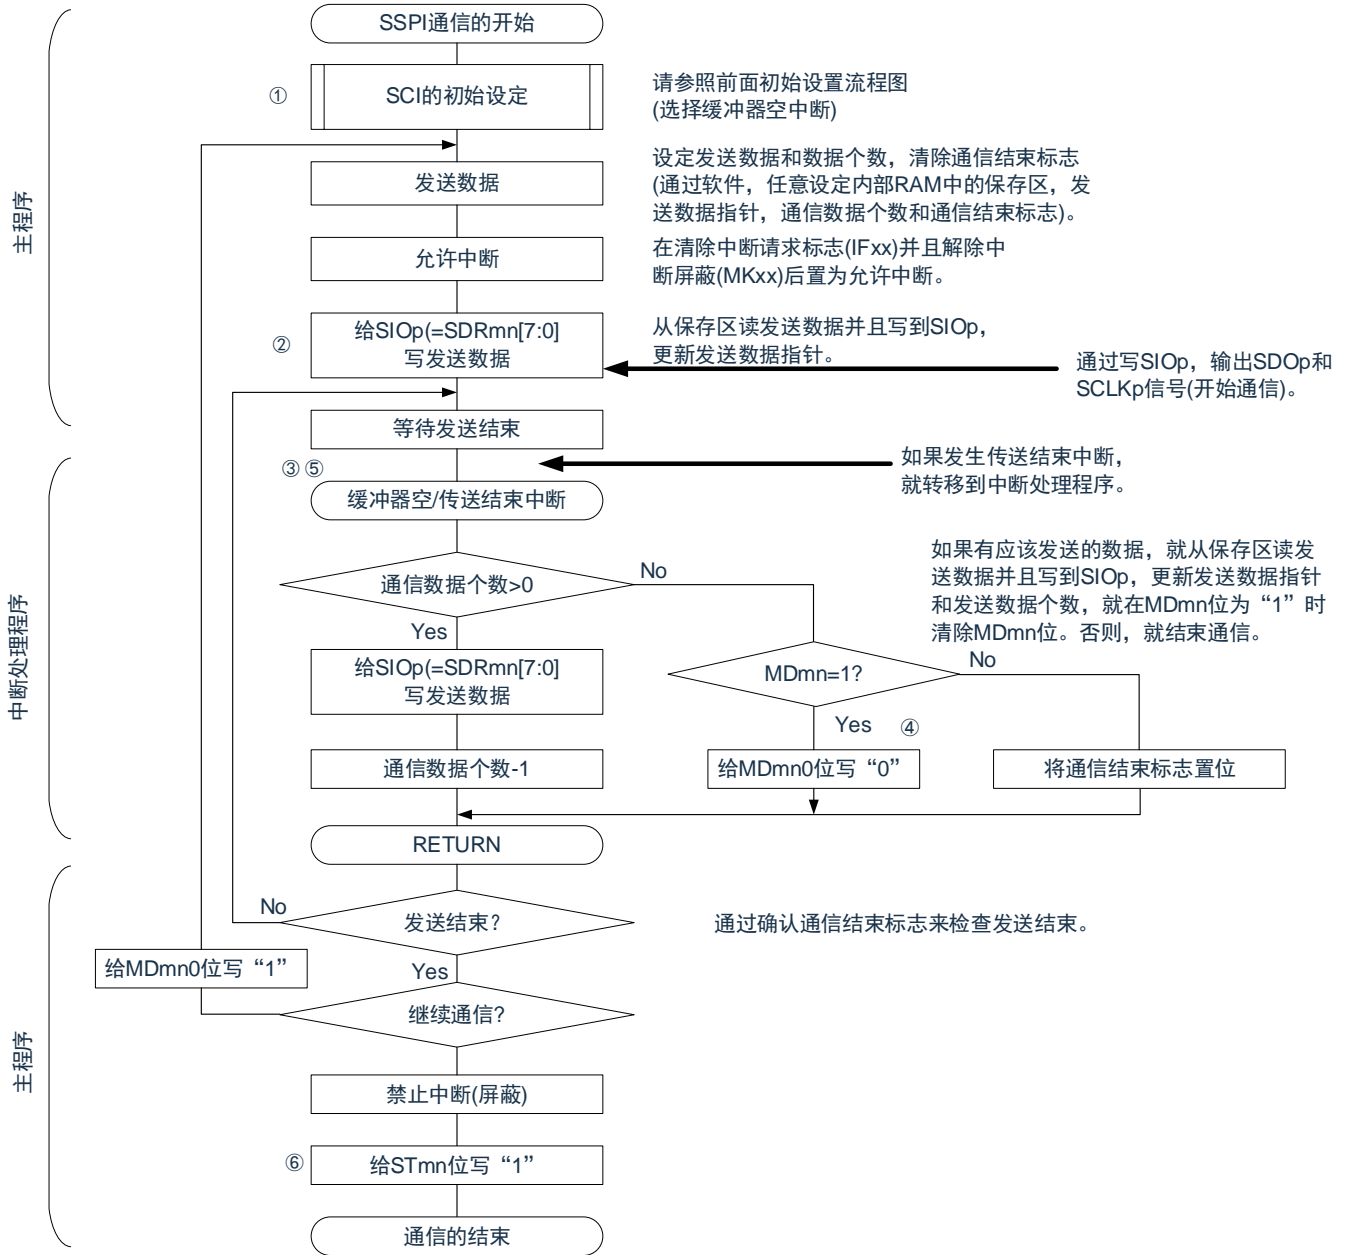 SSPI通信的开始
主程序
①
SCI的初始设定
请参照前面初始设置流程图
(选择缓冲器空中断)
发送数据
设定发送数据和数据个数，清除通信结束标志
(通过软件，任意设定内部RAM中的保存区，发
送数据指针，通信数据个数和通信结束标志)。
允许中断
在清除中断请求标志(IFxx)并且解除中
断屏蔽(MKxx)后置为允许中断。
②
给SIOp(=SDRmn[7:0]
写发送数据
从保存区读发送数据并且写到SIOp，
更新发送数据指针。
通过写SIOp，输出SDOp和
SCLKp信号(开始通信)。
等待发送结束
③ ⑤
如果发生传送结束中断，
就转移到中断处理程序。
中断处理程序
缓冲器空/传送结束中断
通信数据个数>0
No
Yes
如果有应该发送的数据，就从保存区读发
送数据并且写到SIOp，更新发送数据指针
和发送数据个数，就在MDmn位为“1”时
清除MDmn位。否则，就结束通信。
给SIOp(=SDRmn[7:0]
写发送数据
MDmn=1?
No
Yes
④
通信数据个数-1
给MDmn0位写“0”
将通信结束标志置位
RETURN
主程序
No
发送结束?
通过确认通信结束标志来检查发送结束。
给MDmn0位写“1”
Yes
继续通信?
禁止中断(屏蔽)
⑥
给STmn位写“1”
通信的结束